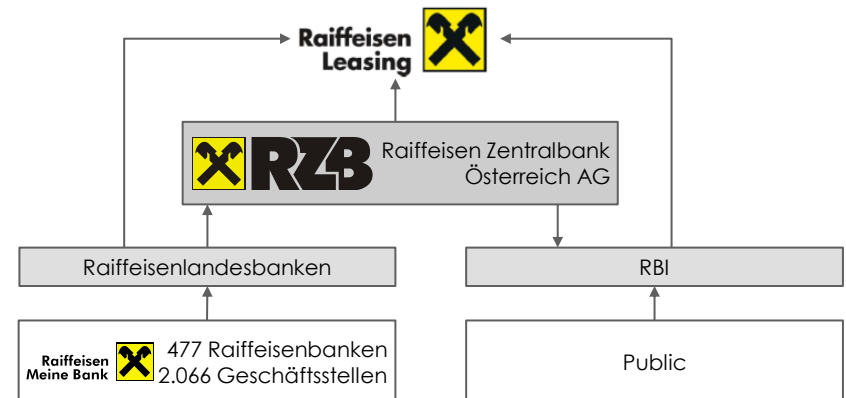 Raiffeisen
Leasing
RZB
Raiffeisen Zentralbank
Österreich AG
Raiffeisenlandesbanken
RBI
Raiffeisen
Meine Bank
477 Raiffeisenbanken
2.066 Geschäftsstellen
Public